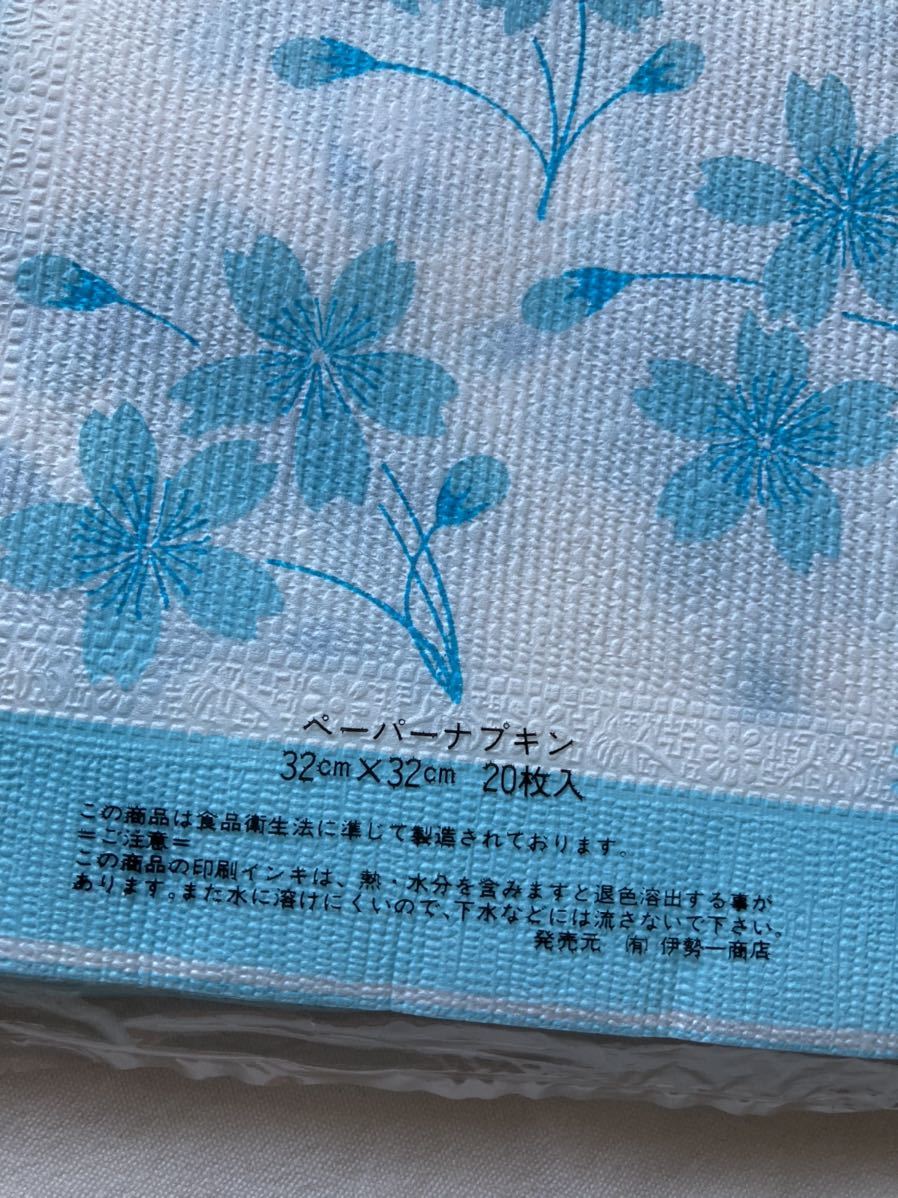 ペーパーナプキン
32cm×32cm 20枚入
この商品は食品衛生法に準じて製造されております。
=ご注意=
この商品の印刷インキは、熱・水分を含みますと退色溶出する事が
あります。また水に溶けにくいので、下水などには流さないで下さい。
発売元 ㈲ 伊勢一商店